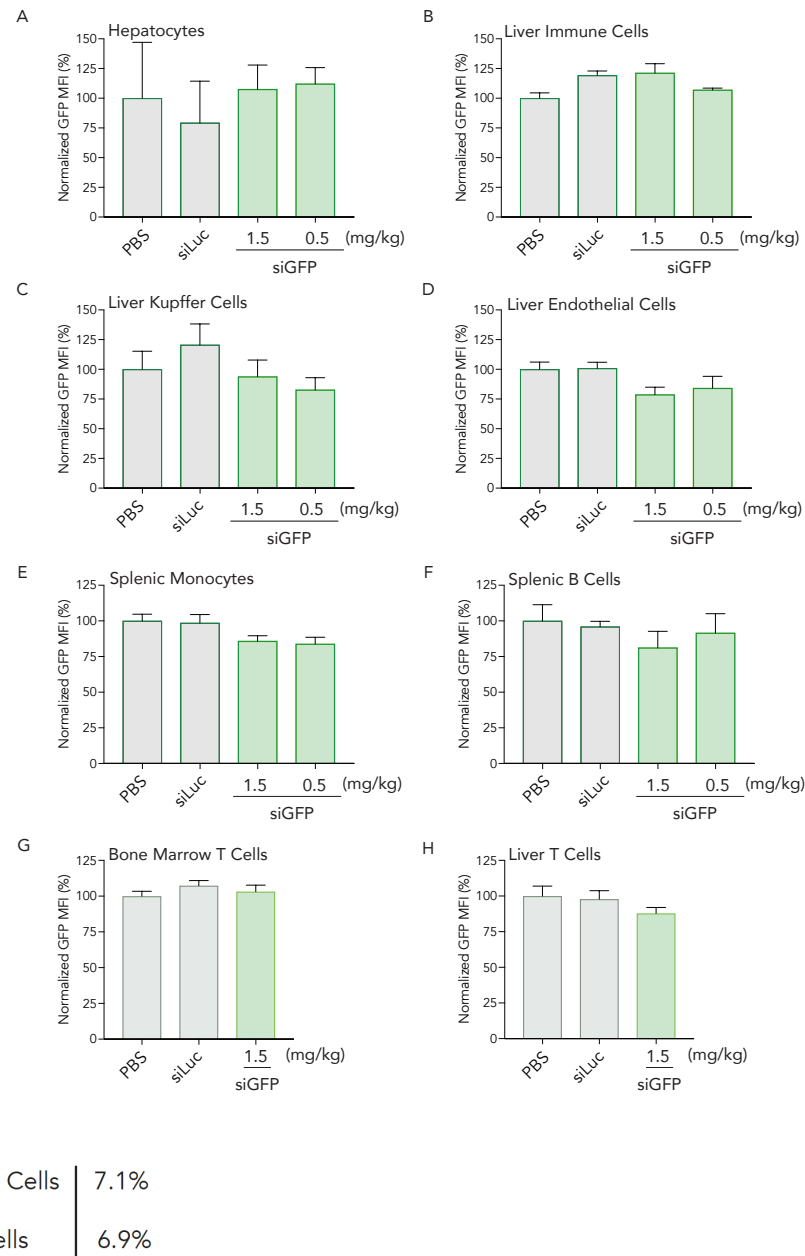 A
Hepatocytes
Normalized GFP MFI (%)
150
125
100
75
50
25
0
PBS
siLuc
1.5
0.5
(mg/kg)
siGFP
B
Liver Immune Cells
Normalized GFP MFI (%)
150
125
100
75
50
25
0
PBS
siLuc
1.5
0.5
(mg/kg)
siGFP
C
Liver Kupffer Cells
Normalized GFP MFI (%)
150
125
100
75
50
25
0
PBS
siLuc
1.5
0.5
(mg/kg)
siGFP
D
Liver Endothelial Cells
Normalized GFP MFI (%)
150
125
100
75
50
25
0
PBS
siLuc
1.5
0.5
(mg/kg)
siGFP
E
Splenic Monocytes
Normalized GFP MFI (%)
125
100
75
50
25
0
PBS
siLuc
1.5
0.5
(mg/kg)
siGFP
F
Splenic B Cells
Normalized GFP MFI (%)
125
100
75
50
25
0
PBS
siLuc
1.5
0.5
(mg/kg)
siGFP
G
Bone Marrow T Cells
Normalized GFP MFI (%)
125
100
75
50
25
0
PBS
siLuc
1.5
(mg/kg)
siGFP
H
Liver T Cells
Normalized GFP MFI (%)
125
100
75
50
25
0
PBS
siLuc
1.5
(mg/kg)
siGFP
Cells 7.1%
ells 6.9%